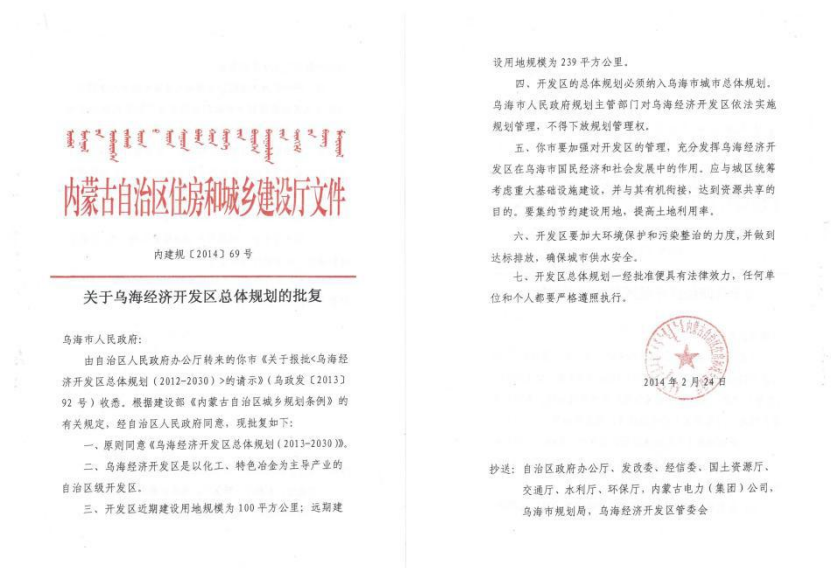 内蒙古自治区住房和城乡建设厅文件
内建规〔2014〕69号
关于乌海经济开发区总体规划的批复
乌海市人民政府:
由自治区人民政府办公厅转来的你市《关于报批<乌海经
济开发区总体规划(2012-2030)>的请示》(乌政发〔2013〕
92号)收悉。根据建设部《内蒙古自治区城乡规划条例》的
有关规定,经自治区人民政府同意,现批复如下:
一、原则同意《乌海经济开发区总体规划(2013-2030)》。
二、乌海经济开发区是以化工、特色冶金为主导产业的
自治区级开发区。
三、开发区近期建设用地规模为100平方公里;远期建
设用地规模为239平方公里。
四、开发区的总体规划必须纳入乌海市城市总体规划。
乌海市人民政府规划主管部门对乌海经济开发区依法实施
规划管理,不得下放规划管理权。
五、你市要加强对开发区的管理,充分发挥乌海经济开
发区在乌海市国民经济和社会发展中的作用。应与城区统筹
考虑重大基础设施建设,并与其有机衔接,达到资源共享的
目的。要集约节约建设用地,提高土地利用率。
六、开发区要加大环境保护和污染整治的力度,并做到
达标排放,确保城市供水安全。
七、开发区总体规划一经批准便具有法律效力,任何单
位和个人都要严格遵照执行。
2014年2月24日
抄送:自治区政府办公厅、发改委、经信委、国土资源厅、
交通厅、水利厅、环保厅,内蒙古电力(集团)公司,
乌海市规划局,乌海经济开发区管委会